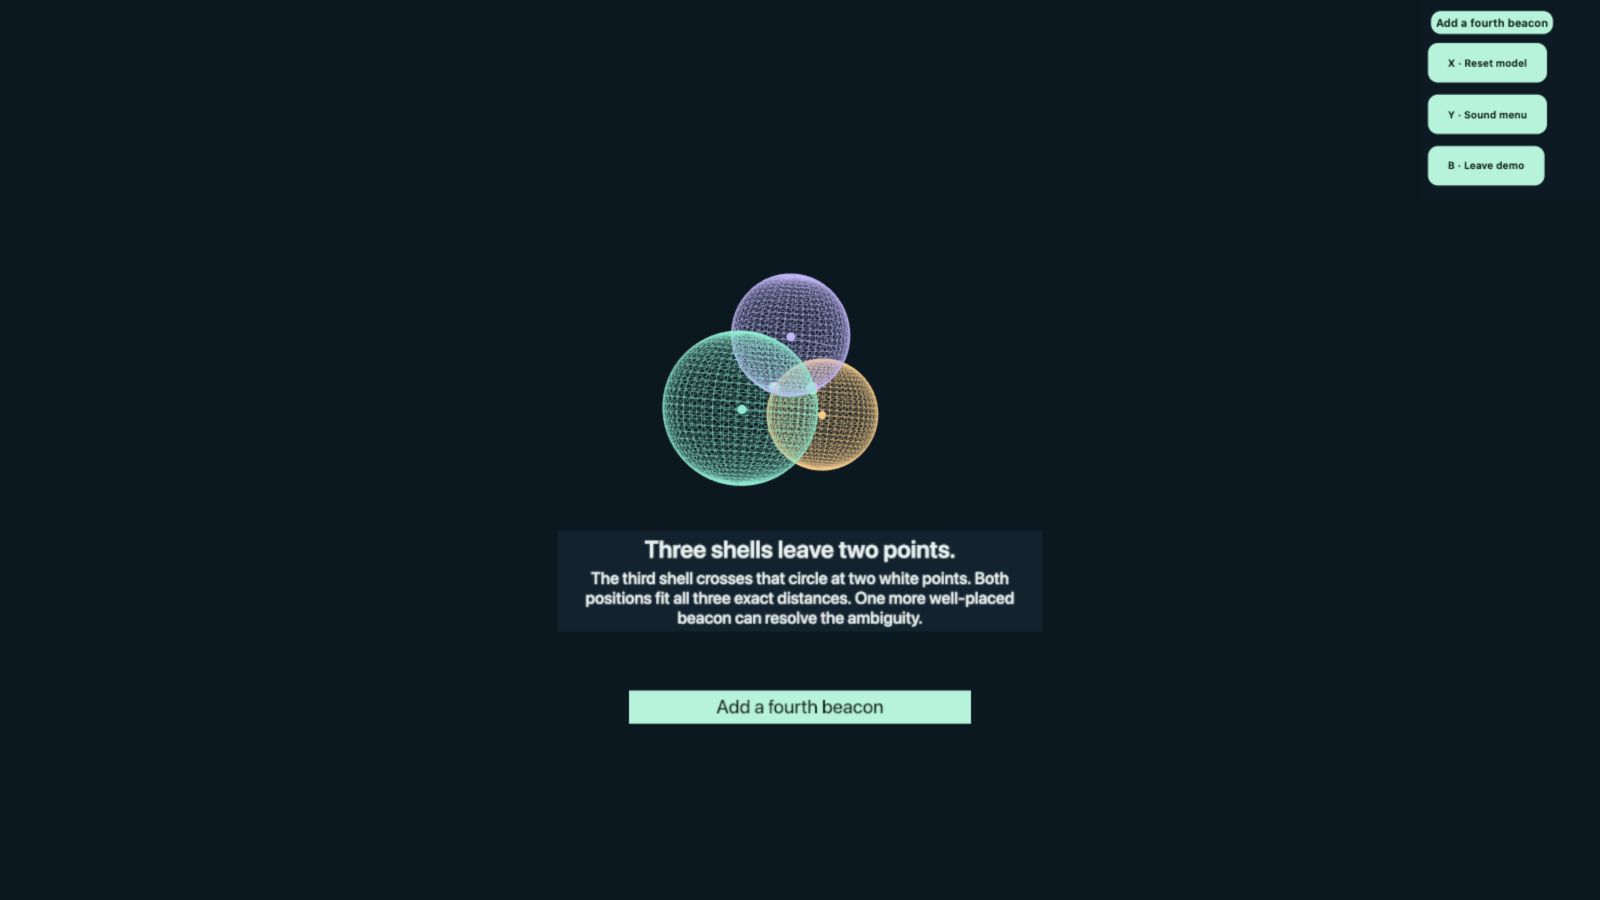 Add a fourth beacon
X · Reset model
Y · Sound menu
B · Leave demo
Three shells leave two points.
The third shell crosses that circle at two white points. Both
positions fit all three exact distances. One more well-placed
beacon can resolve the ambiguity.
Add a fourth beacon